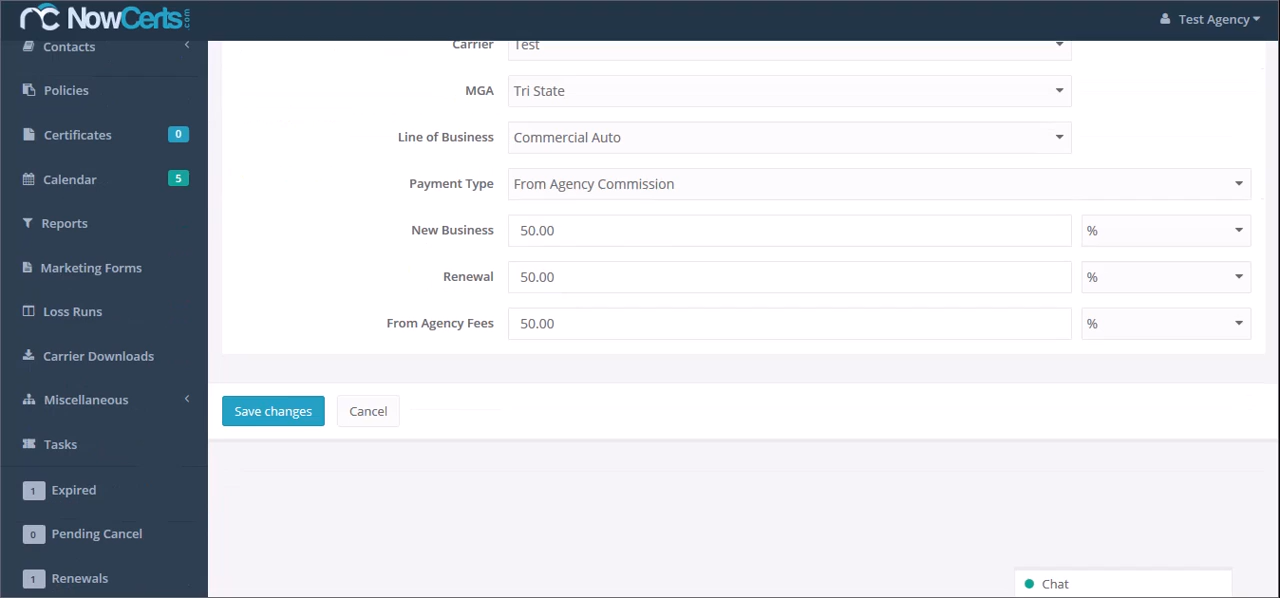 NowCerts.com
Test Agency
Contacts
Carrier Test
MGA Tri State
Policies
Line of Business Commercial Auto
Certificates 0
Payment Type From Agency Commission
Calendar 5
New Business 50.00 %
Reports
Renewal 50.00 %
Marketing Forms
From Agency Fees 50.00 %
Loss Runs
Carrier Downloads
Miscellaneous
Save changes Cancel
Tasks
1 Expired
0 Pending Cancel
1 Renewals
Chat